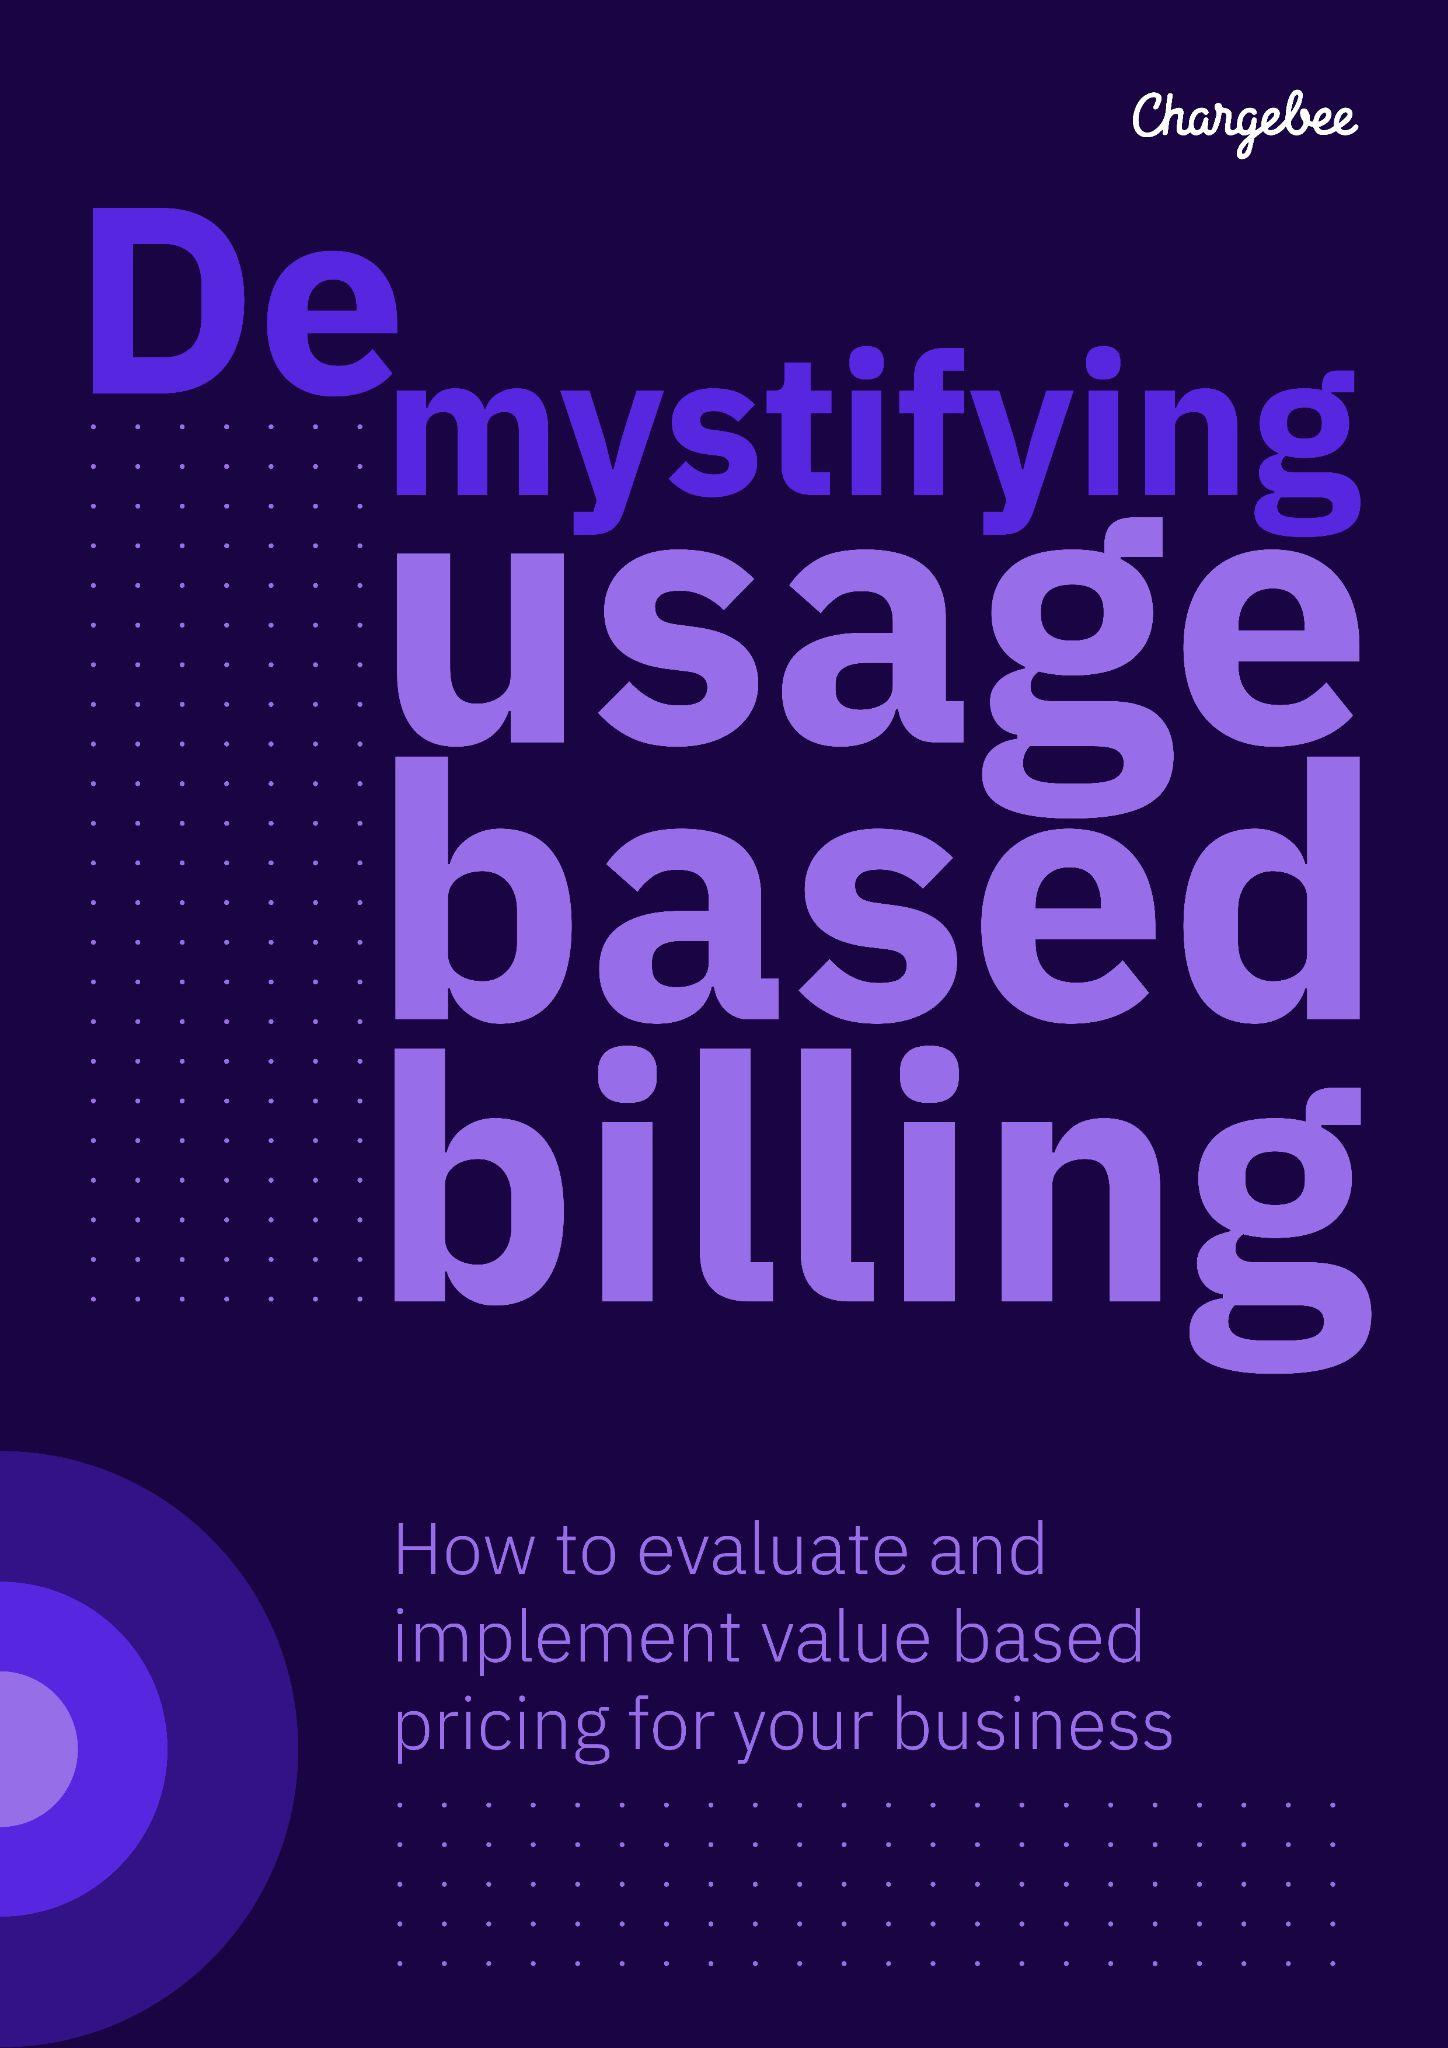 Chargebee
De
mystifying
usage
based
billing
How to evaluate and
implement value based
pricing for your business